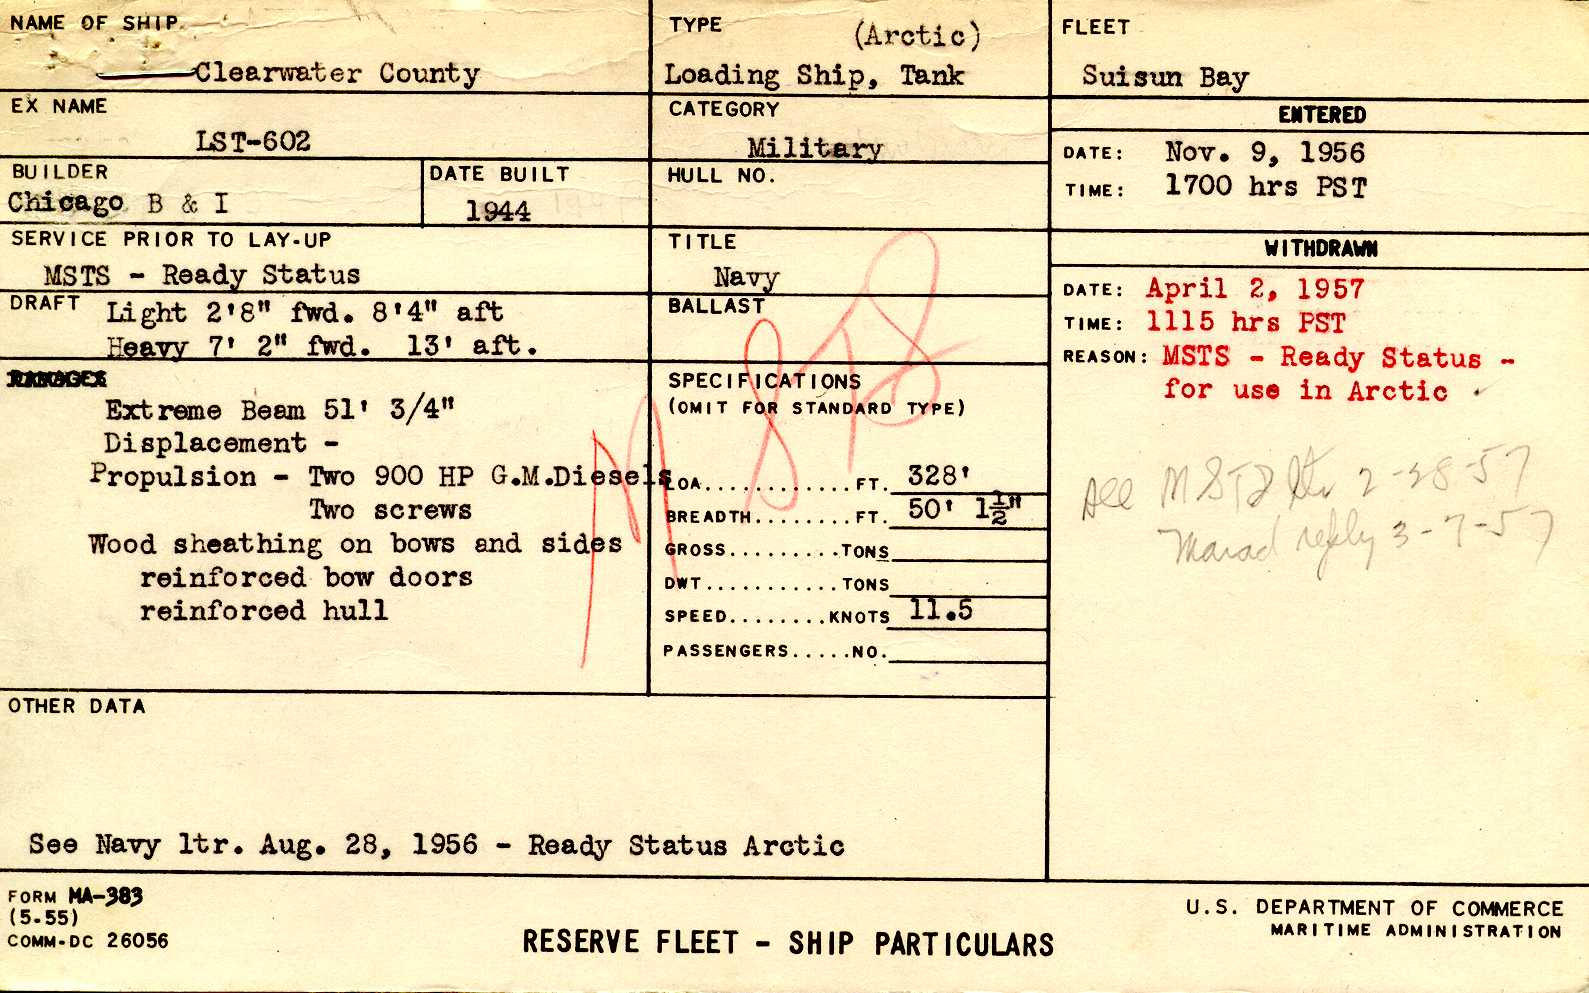 NAME OF SHIP
Clearwater County
EX NAME
LST-602
BUILDER
Chicago B & I
DATE BUILT
1944
SERVICE PRIOR TO LAY-UP
MSTS - Ready Status
DRAFT Light 2'8" fwd. 8'4" aft
Heavy 7' 2" fwd. 13' aft.
Extreme Beam 51' 3/4"
Displacement -
Propulsion - Two 900 HP G.M.Diesels
Two screws
Wood sheathing on bows and sides
reinforced bow doors
reinforced hull
TYPE (Arctic)
Loading Ship, Tank
CATEGORY
Military
HULL NO.
TITLE
Navy
BALLAST
MSTS
SPECIFICATIONS
(OMIT FOR STANDARD TYPE)
LOA............FT. 328'
BREADTH........FT. 50' 1½"
GROSS.........TONS
DWT...........TONS
SPEED........KNOTS 11.5
PASSENGERS.....NO.
FLEET
Suisun Bay
ENTERED
DATE: Nov. 9, 1956
TIME: 1700 hrs PST
WITHDRAWN
DATE: April 2, 1957
TIME: 1115 hrs PST
REASON: MSTS - Ready Status -
for use in Arctic
See MSTS ltr 2-28-57
Marad reply 3-7-57
OTHER DATA
See Navy ltr. Aug. 28, 1956 - Ready Status Arctic
FORM MA-383
(5-55)
COMM-DC 26056
RESERVE FLEET - SHIP PARTICULARS
U.S. DEPARTMENT OF COMMERCE
MARITIME ADMINISTRATION